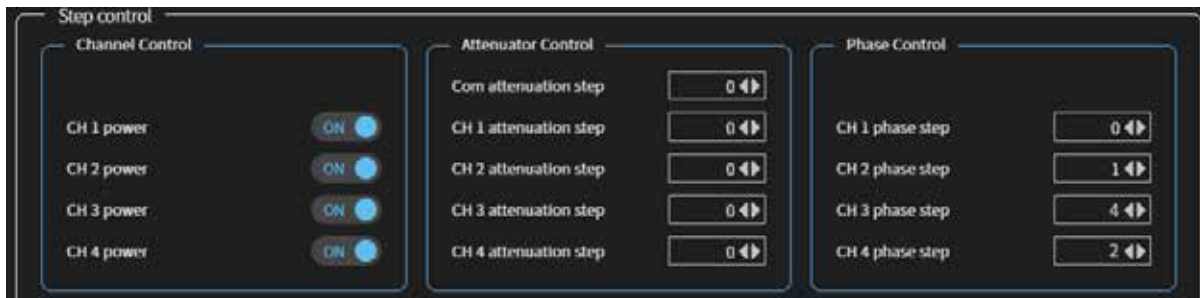 Step control
Channel Control
CH 1 power ON
CH 2 power ON
CH 3 power ON
CH 4 power ON
Attenuator Control
Com attenuation step 0
CH 1 attenuation step 0
CH 2 attenuation step 0
CH 3 attenuation step 0
CH 4 attenuation step 0
Phase Control
CH 1 phase step 0
CH 2 phase step 1
CH 3 phase step 4
CH 4 phase step 2